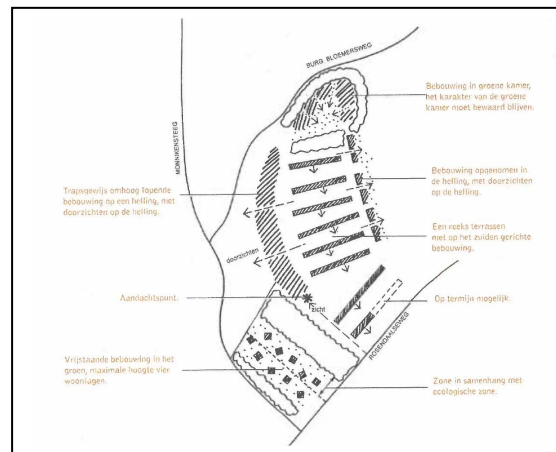 BURG BLOEMERSWEG
MONNIKENSTEEG
Bebouwing in groene kamer,
het karakter van de groene
kamer moet bewaard blijven.
Trapsgewijs omhoog lopende
bebouwing op een helling, met
doorzichten op de helling.
Bebouwing opgenomen in
de helling, met doorzichten
op de helling.
Een reeks terrassen
met op het zuiden gerichte
bebouwing.
doorzichten
Aandachtspunt.
zicht
Op termijn mogelijk.
ROSENDAALSEWEG
Vrijstaande bebouwing in het
groen, maximale hoogte vier
woonlagen.
Zone in samenhang met
ecologische zone.